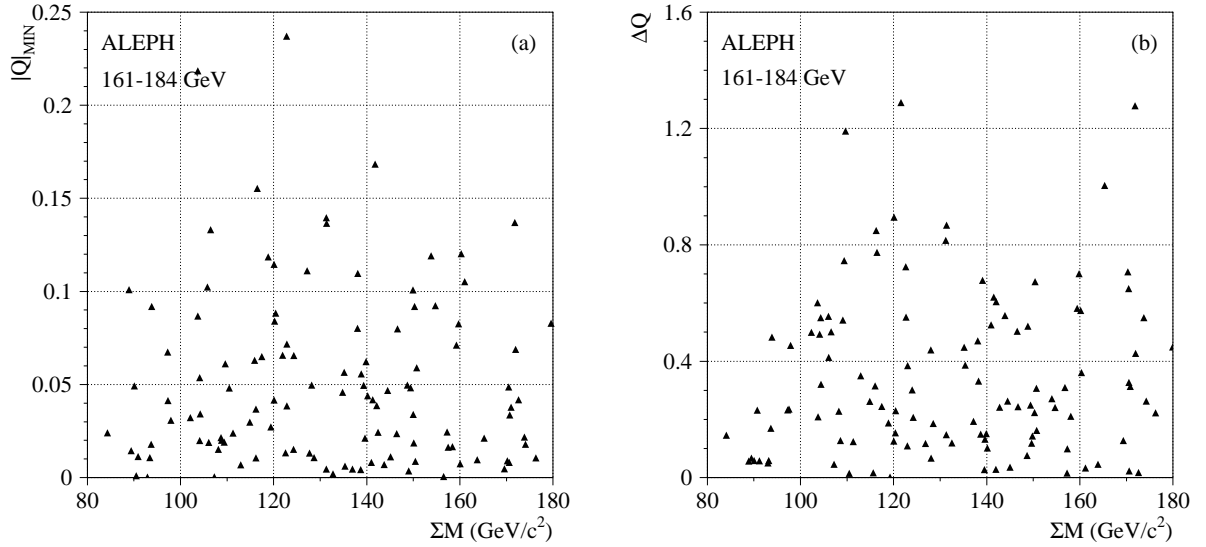 |Q|MIN
0.25
0.2
0.15
0.1
0.05
0
ALEPH
161-184 GeV
(a)
80 100 120 140 160 180
ΣM (GeV/c²)
ΔQ
1.6
1.2
0.8
0.4
0
ALEPH
161-184 GeV
(b)
80 100 120 140 160 180
ΣM (GeV/c²)